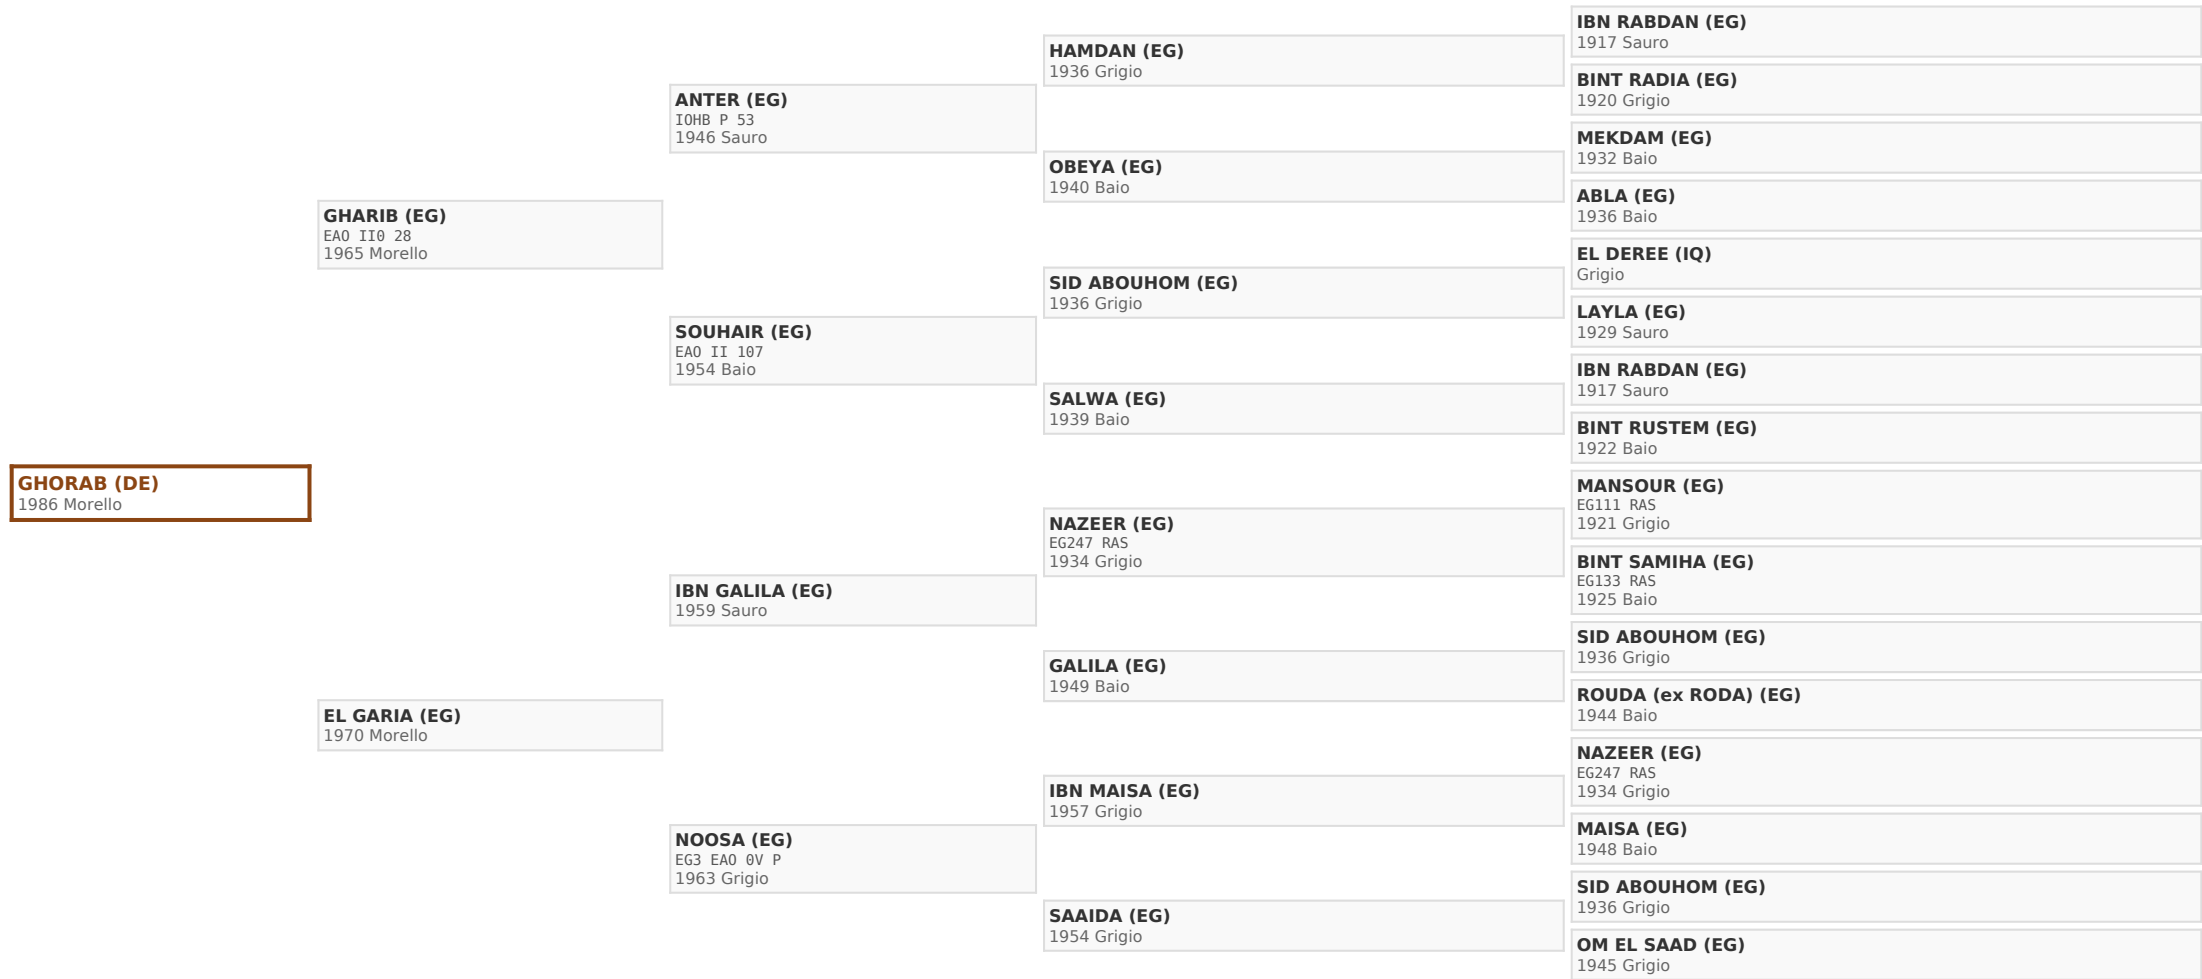 GHORAB (DE)
1986 Morello
GHARIB (EG)
EAO II0 28
1965 Morello
EL GARIA (EG)
1970 Morello
ANTER (EG)
IOHB P 53
1946 Sauro
SOUHAIR (EG)
EAO II 107
1954 Baio
IBN GALILA (EG)
1959 Sauro
NOOSA (EG)
EG3 EAO 0V P
1963 Grigio
HAMDAN (EG)
1936 Grigio
OBEYA (EG)
1940 Baio
SID ABOUHOM (EG)
1936 Grigio
SALWA (EG)
1939 Baio
NAZEER (EG)
EG247 RAS
1934 Grigio
GALILA (EG)
1949 Baio
IBN MAISA (EG)
1957 Grigio
SAAIDA (EG)
1954 Grigio
IBN RABDAN (EG)
1917 Sauro
BINT RADIA (EG)
1920 Grigio
MEKDAM (EG)
1932 Baio
ABLA (EG)
1936 Baio
EL DEREE (IQ)
Grigio
LAYLA (EG)
1929 Sauro
IBN RABDAN (EG)
1917 Sauro
BINT RUSTEM (EG)
1922 Baio
MANSOUR (EG)
EG111 RAS
1921 Grigio
BINT SAMIHA (EG)
EG133 RAS
1925 Baio
SID ABOUHOM (EG)
1936 Grigio
ROUDA (ex RODA) (EG)
1944 Baio
NAZEER (EG)
EG247 RAS
1934 Grigio
MAISA (EG)
1948 Baio
SID ABOUHOM (EG)
1936 Grigio
OM EL SAAD (EG)
1945 Grigio